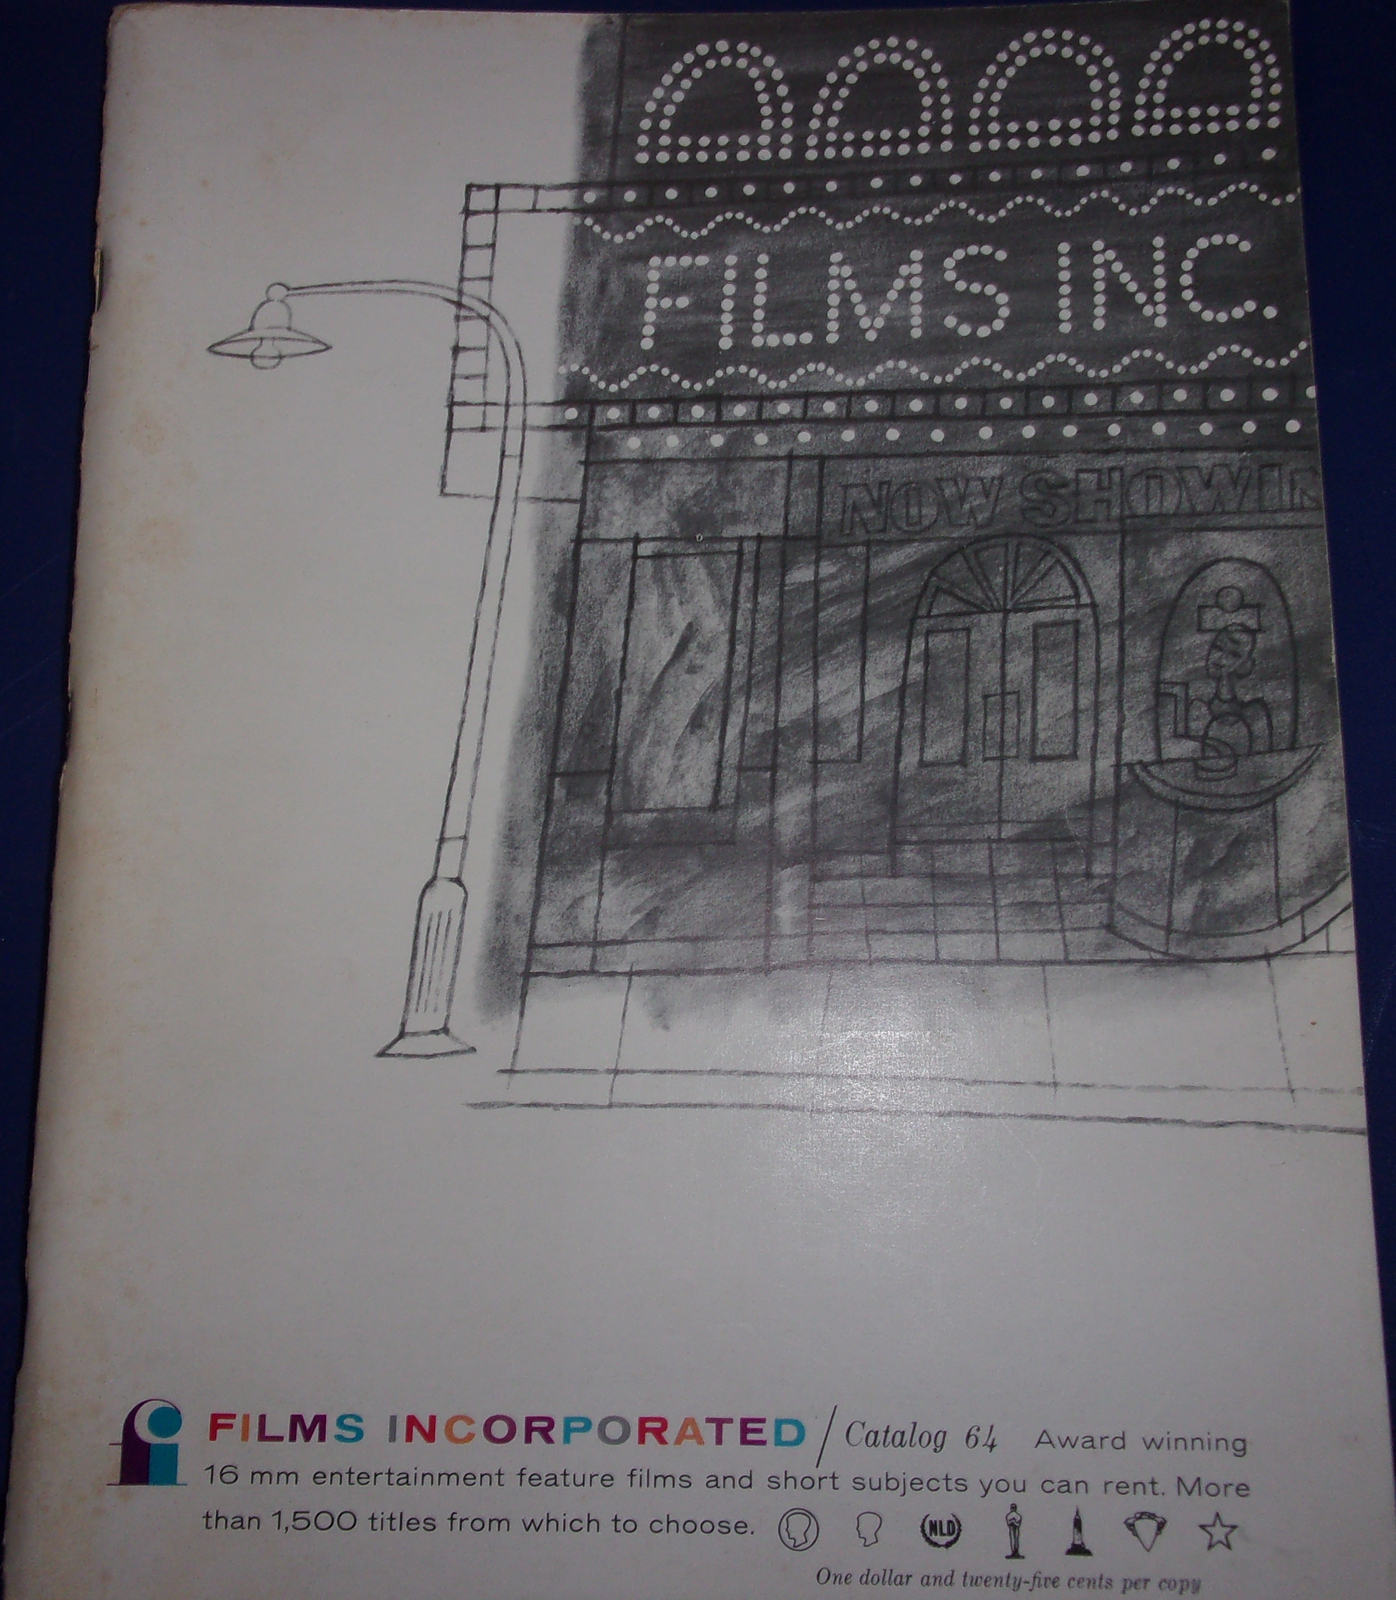 FILMS INC.
NOW SHOWIN
fi FILMS INCORPORATED / Catalog 64 Award winning
16 mm entertainment feature films and short subjects you can rent. More
than 1,500 titles from which to choose. NLD
One dollar and twenty-five cents per copy